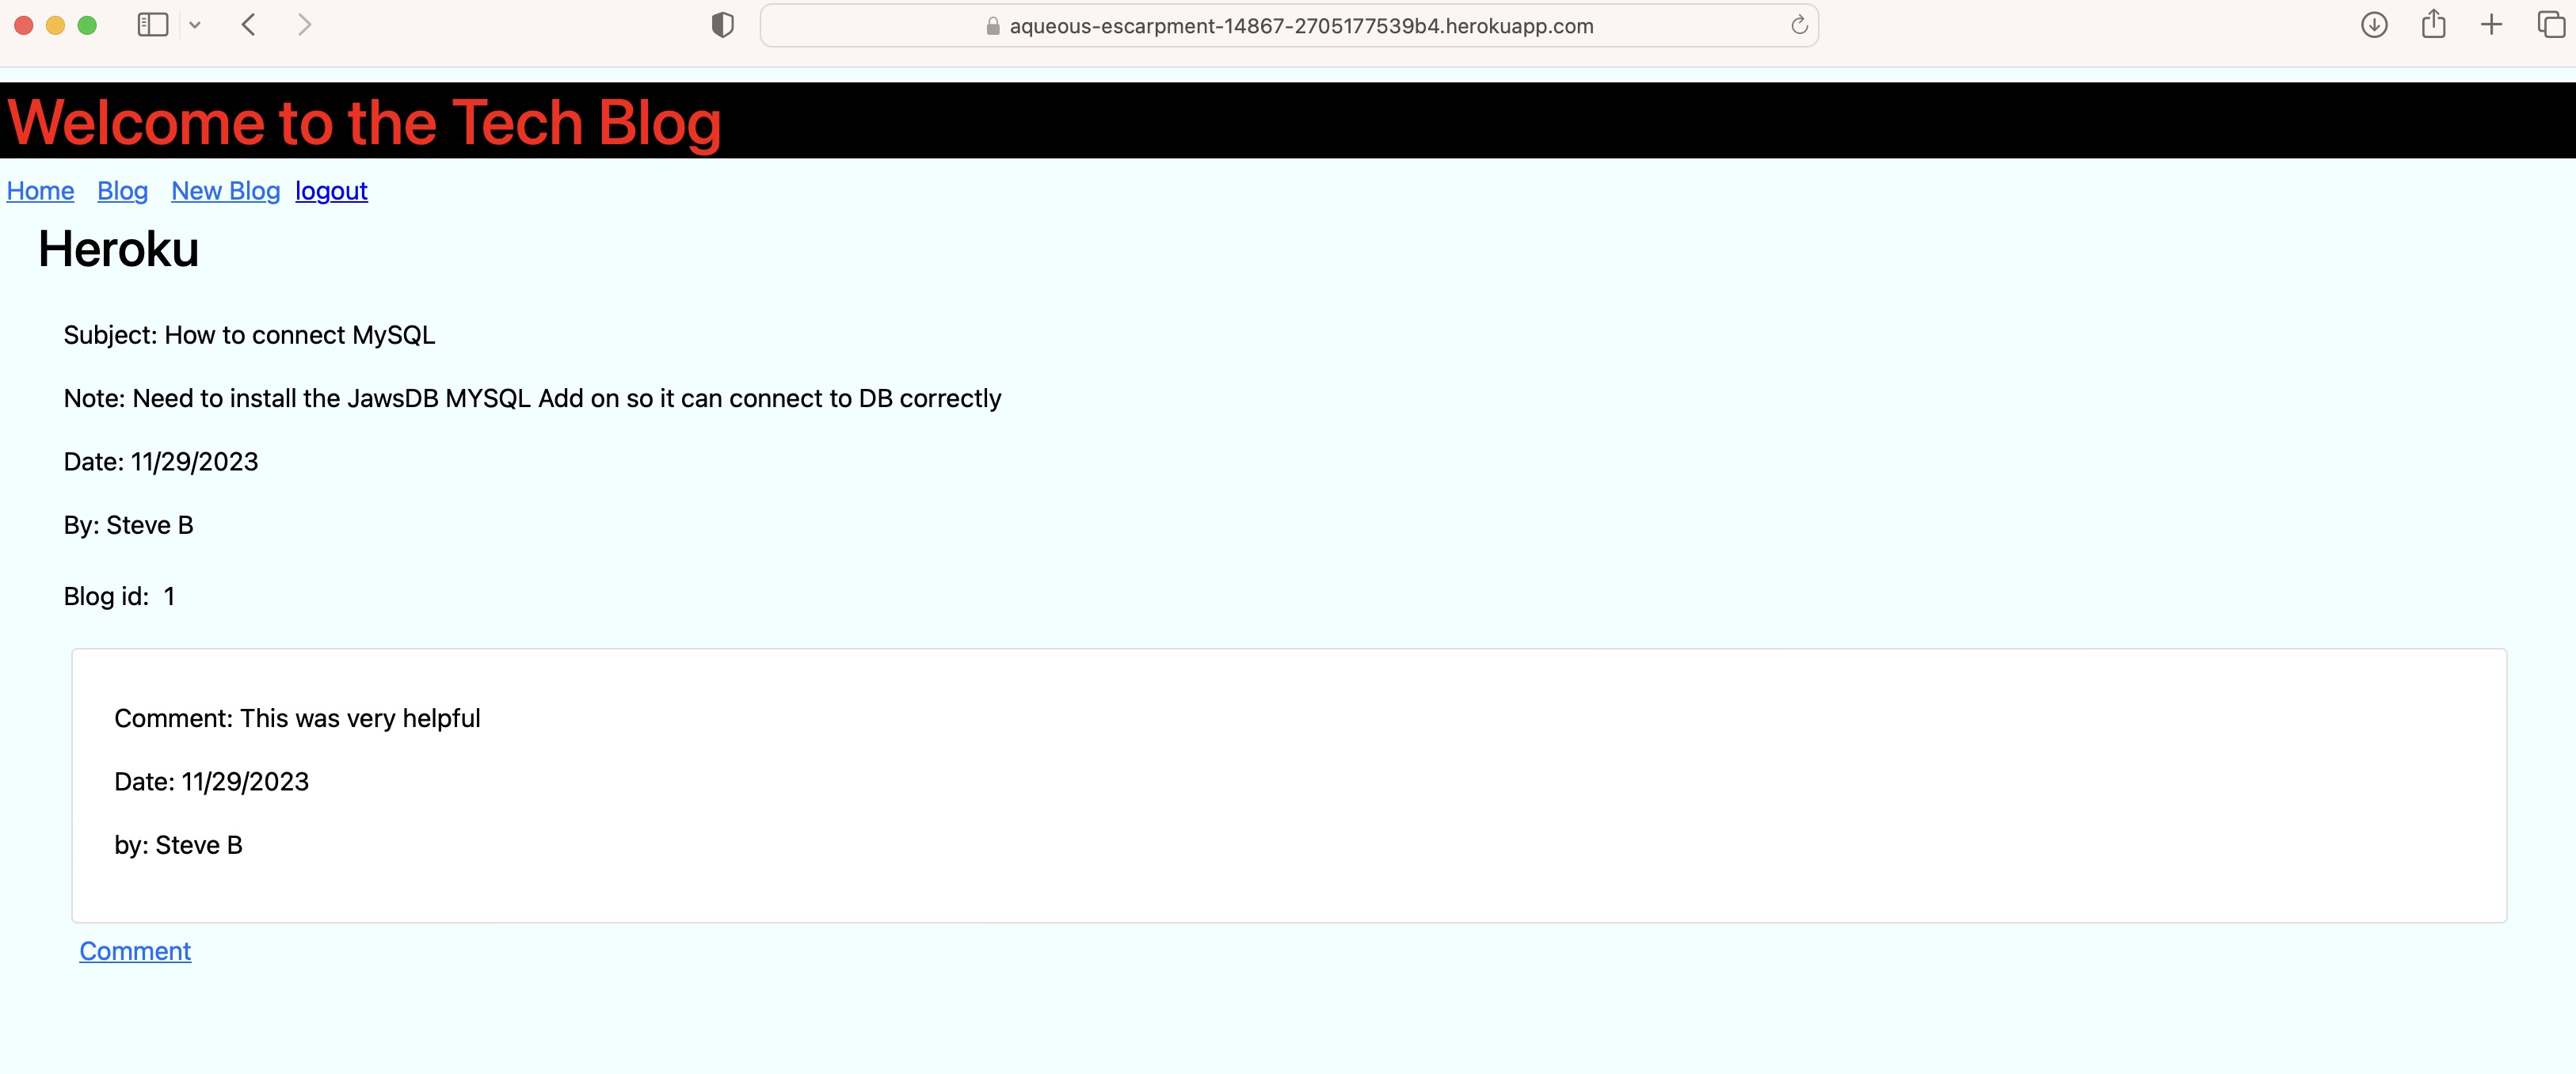 aqueous-escarpment-14867-2705177539b4.herokuapp.com
Welcome to the Tech Blog
Home Blog New Blog logout
Heroku
Subject: How to connect MySQL
Note: Need to install the JawsDB MYSQL Add on so it can connect to DB correctly
Date: 11/29/2023
By: Steve B
Blog id: 1
Comment: This was very helpful
Date: 11/29/2023
by: Steve B
Comment